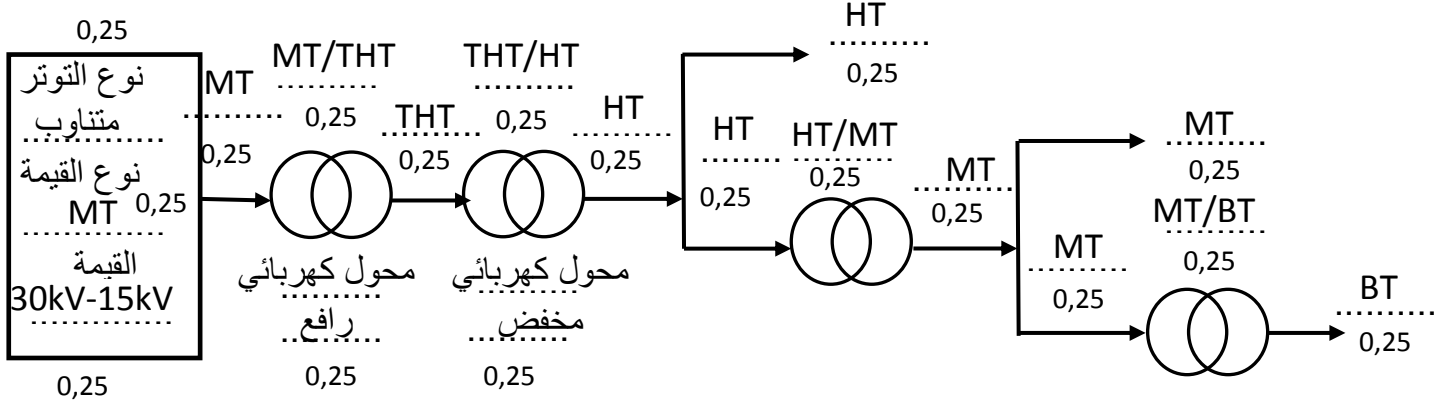 0,25
نوع التوتر
متناوب
نوع القيمة
0,25
MT
القيمة
30kV-15kV
0,25
MT
0,25
MT/THT
0,25
محول كهربائي
رافع
0,25
THT
0,25
THT/HT
0,25
محول كهربائي
مخفض
0,25
HT
0,25
HT
0,25
HT
0,25
HT/MT
0,25
MT
0,25
MT
0,25
MT
0,25
MT/BT
0,25
BT
0,25